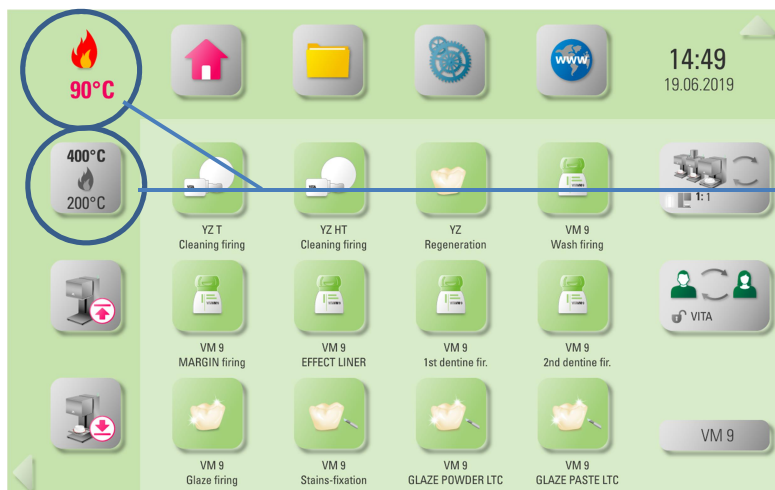 90°C
www
14:49
19.06.2019
400°C
200°C
1: 1
YZ T
Cleaning firing
YZ HT
Cleaning firing
YZ
Regeneration
VM 9
Wash firing
VM 9
MARGIN firing
VM 9
EFFECT LINER
VM 9
1st dentine fir.
VM 9
2nd dentine fir.
VITA
VM 9
Glaze firing
VM 9
Stains-fixation
VM 9
GLAZE POWDER LTC
VM 9
GLAZE PASTE LTC
VM 9